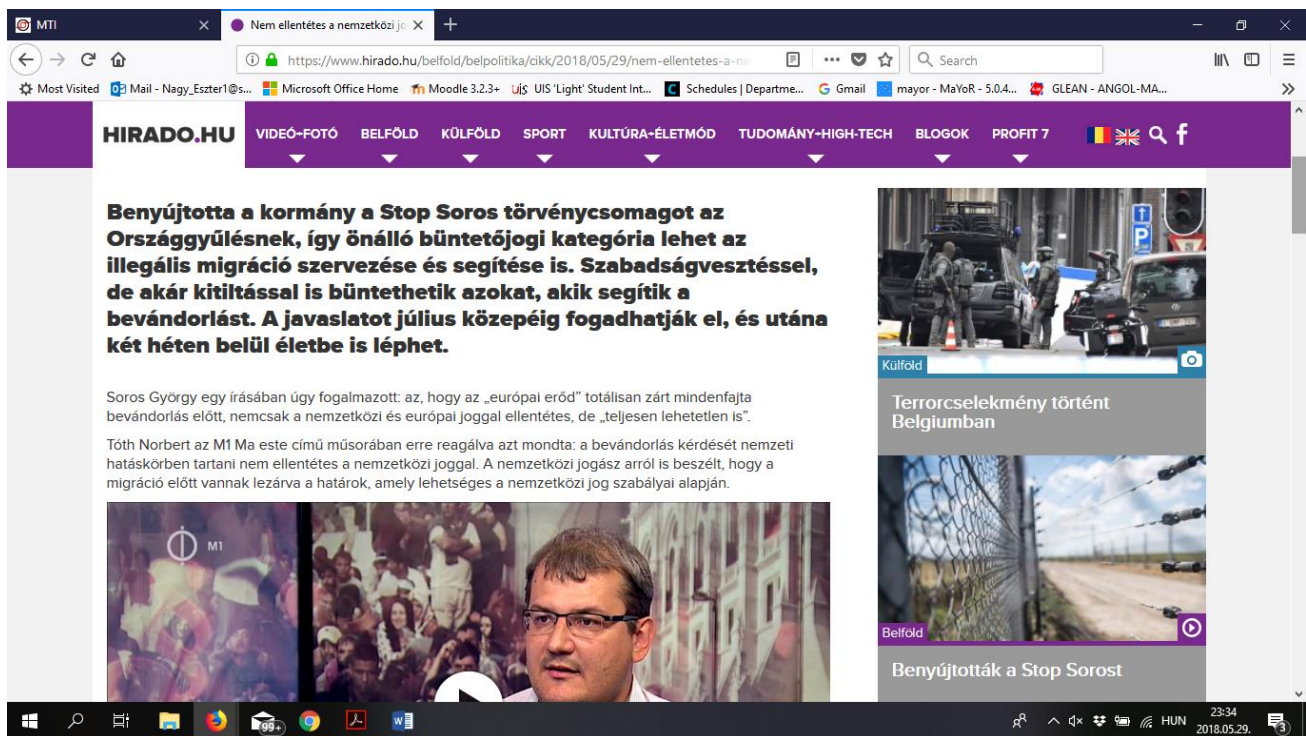 MTI
Nem ellentétes a nemzetközi jo
https://www.hirado.hu/belfold/belpolitika/cikk/2018/05/29/nem-ellentetes-a-ne
Search
Most Visited Mail - Nagy_Eszter1@s... Microsoft Office Home Moodle 3.2.3+ UIS 'Light' Student Int... Schedules | Departme... Gmail mayor - MaYoR - 5.0.4... GLEAN - ANGOL-MA...
HIRADO.HU VIDEÓ+FOTÓ BELFÖLD KÜLFÖLD SPORT KULTÚRA+ÉLETMÓD TUDOMÁNY+HIGH-TECH BLOGOK PROFIT 7
Benyújtotta a kormány a Stop Soros törvénycsomagot az
Országgyűlésnek, így önálló büntetőjogi kategória lehet az
illegális migráció szervezése és segítése is. Szabadságvesztéssel,
de akár kitiltással is büntethetik azokat, akik segítik a
bevándorlást. A javaslatot július közepéig fogadhatják el, és utána
két héten belül életbe is léphet.
Soros György egy írásában úgy fogalmazott: az, hogy az „európai erőd” totálisan zárt mindenfajta
bevándorlás előtt, nemcsak a nemzetközi és európai joggal ellentétes, de „teljesen lehetetlen is”.
Tóth Norbert az M1 Ma este című műsorában erre reagálva azt mondta: a bevándorlás kérdését nemzeti
hatáskörben tartani nem ellentétes a nemzetközi joggal. A nemzetközi jogász arról is beszélt, hogy a
migráció előtt vannak lezárva a határok, amely lehetséges a nemzetközi jog szabályai alapján.
M1
P
Külföld
Terrorcselekmény történt
Belgiumban
Belföld
Benyújtották a Stop Sorost
99+
HUN
23:34
2018.05.29.
3